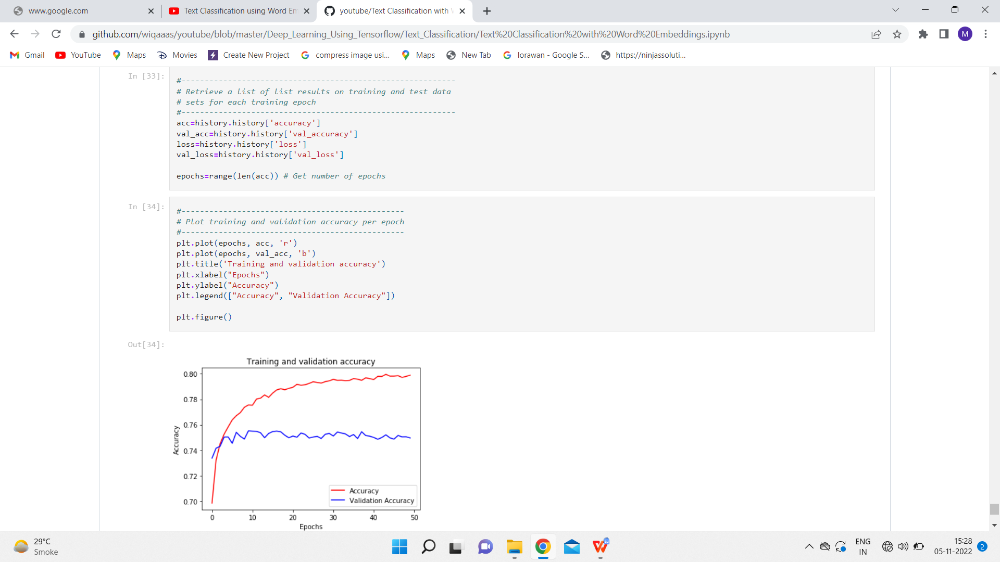 www.google.com
Text Classification using Word Em
youtube/Text Classification with W
github.com/wiqaaas/youtube/blob/master/Deep_Learning_Using_Tensorflow/Text_Classification/Text%20Classification%20with%20Word%20Embeddings.ipynb
M
Gmail
YouTube
Maps
Movies
Create New Project
compress image usi...
Maps
New Tab
lorawan - Google S...
https://ninjassoluti...
In [33]:
#-----------------------------------------------------------
# Retrieve a list of list results on training and test data
# sets for each training epoch
#-----------------------------------------------------------
acc=history.history['accuracy']
val_acc=history.history['val_accuracy']
loss=history.history['loss']
val_loss=history.history['val_loss']
epochs=range(len(acc)) # Get number of epochs
In [34]:
#------------------------------------------------
# Plot training and validation accuracy per epoch
#------------------------------------------------
plt.plot(epochs, acc, 'r')
plt.plot(epochs, val_acc, 'b')
plt.title('Training and validation accuracy')
plt.xlabel("Epochs")
plt.ylabel("Accuracy")
plt.legend(["Accuracy", "Validation Accuracy"])
plt.figure()
Out[34]:
Training and validation accuracy
0.80
0.78
0.76
0.74
0.72
0.70
Accuracy
Accuracy
Validation Accuracy
0 10 20 30 40 50
Epochs
29°C
Smoke
ENG
IN
15:28
05-11-2022
2